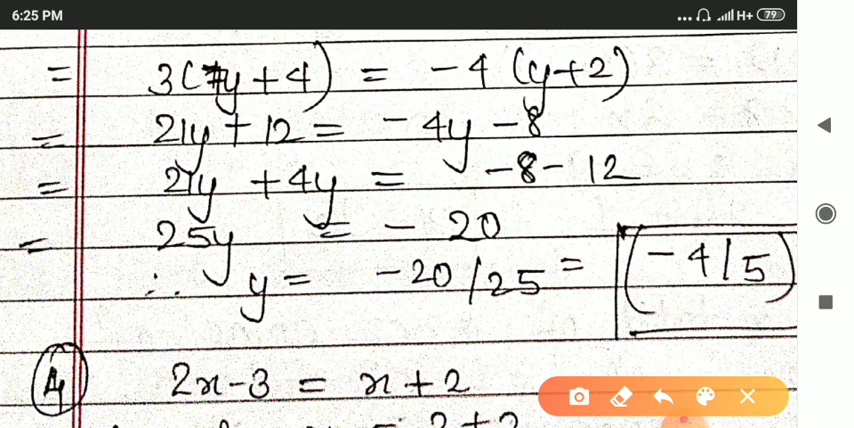 6:25 PM ... H+ 79
= 3(7y + 4) = -4 (y+2)
= 21y + 12 = -4y - 8
= 21y + 4y = -8 - 12
= 25y = - 20
∴ y = -20/25 = (-4/5)
4 2x-3 = x + 2